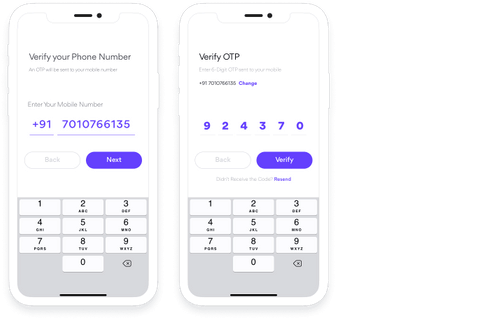 Verify your Phone Number
An OTP will be sent to your mobile number
Enter Your Mobile Number
+91 7010766135
Back Next
1 2 ABC 3 DEF
4 GHI 5 JKL 6 MNO
7 PQRS 8 TUV 9 WXYZ
0
Verify OTP
Enter 6-Digit OTP sent to your mobile
+91 7010766135 Change
9 2 4 3 7 0
Back Verify
Didn't Receive the Code? Resend
1 2 ABC 3 DEF
4 GHI 5 JKL 6 MNO
7 PQRS 8 TUV 9 WXYZ
0